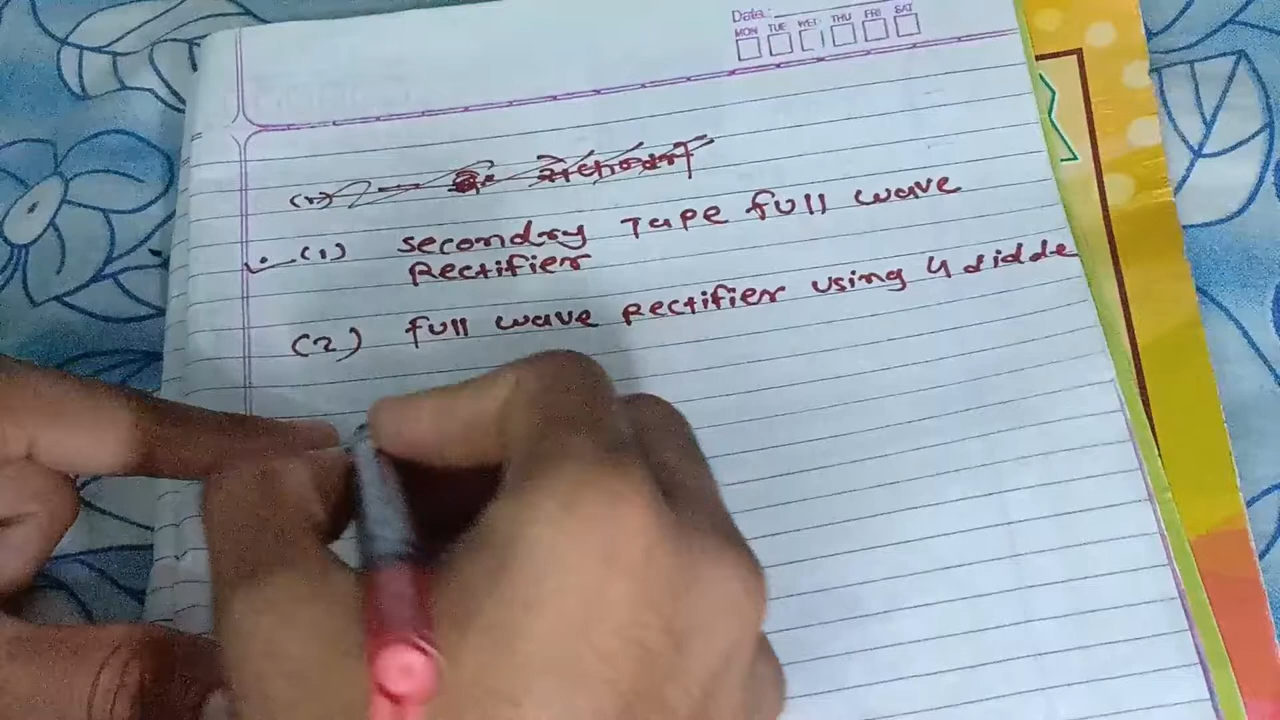 Date:
MON TUE WED THU FRI SAT
(1) secondry Tape full wave
Rectifier
(2) full wave Rectifier using 4 didde